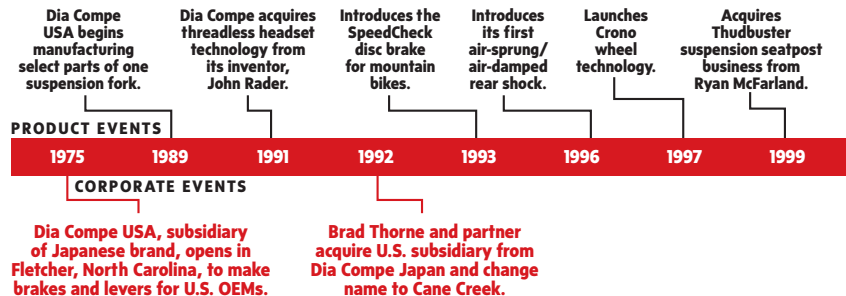 Dia Compe
USA begins
manufacturing
select parts of one
suspension fork.
Dia Compe acquires
threadless headset
technology from
its inventor,
John Rader.
Introduces the
SpeedCheck
disc brake
for mountain
bikes.
Introduces
its first
air-sprung/
air-damped
rear shock.
Launches
Crono
wheel
technology.
Acquires
Thudbuster
suspension seatpost
business from
Ryan McFarland.
PRODUCT EVENTS
1975 1989 1991 1992 1993 1996 1997 1999
CORPORATE EVENTS
Dia Compe USA, subsidiary
of Japanese brand, opens in
Fletcher, North Carolina, to make
brakes and levers for U.S. OEMs.
Brad Thorne and partner
acquire U.S. subsidiary from
Dia Compe Japan and change
name to Cane Creek.